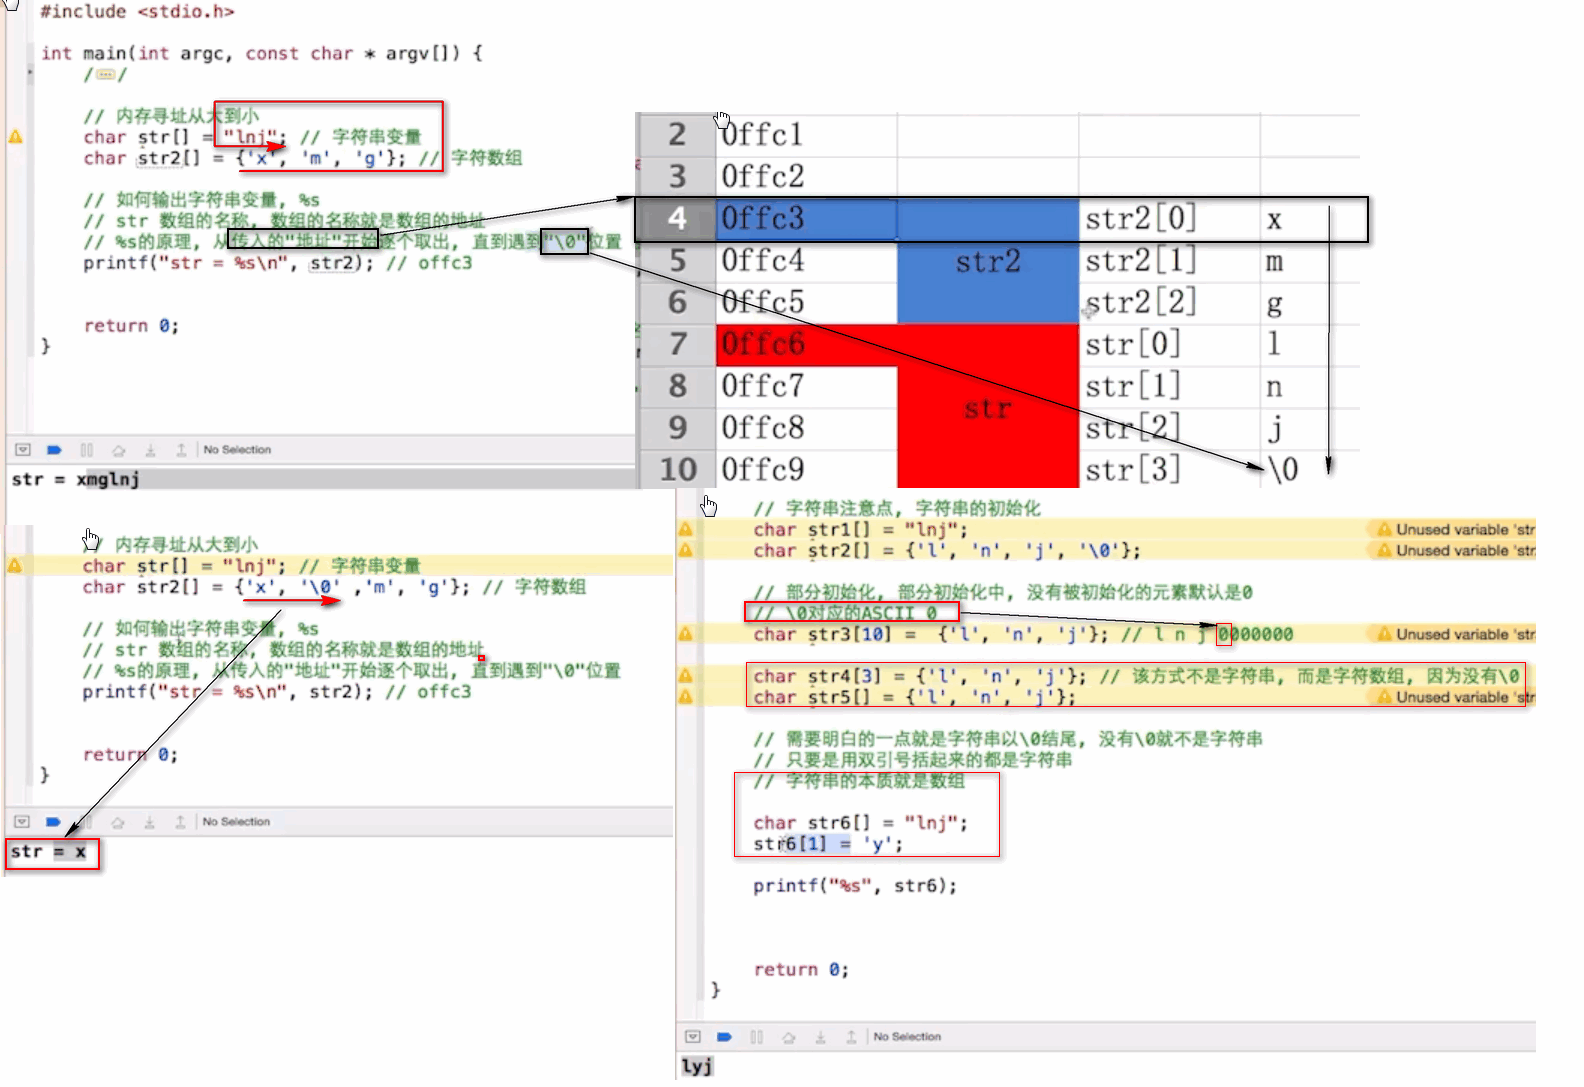 #include <stdio.h>
int main(int argc, const char * argv[]) {
/.../
// 内存寻址从大到小
char str[] = "lnj"; // 字符串变量
char str2[] = {'x', 'm', 'g'}; // 字符数组
// 如何输出字符串变量, %s
// str 数组的名称, 数组的名称就是数组的地址
// %s的原理, 从传入的"地址"开始逐个取出, 直到遇到"\0"位置
printf("str = %s\n", str2); // offc3
return 0;
}
No Selection
str = xmglnj
2 0ffc1
3 0ffc2
4 0ffc3 str2[0] x
5 0ffc4 str2 str2[1] m
6 0ffc5 str2[2] g
7 0ffc6 str[0] l
8 0ffc7 str str[1] n
9 0ffc8 str[2] j
10 0ffc9 str[3] \0
// 内存寻址从大到小
char str[] = "lnj"; // 字符串变量
char str2[] = {'x', '\0' ,'m', 'g'}; // 字符数组
// 如何输出字符串变量, %s
// str 数组的名称, 数组的名称就是数组的地址
// %s的原理, 从传入的"地址"开始逐个取出, 直到遇到"\0"位置
printf("str = %s\n", str2); // offc3
return 0;
}
No Selection
str = x
// 字符串注意点, 字符串的初始化
char str1[] = "lnj"; Unused variable 'str
char str2[] = {'l', 'n', 'j', '\0'}; Unused variable 'str
// 部分初始化, 部分初始化中, 没有被初始化的元素默认是0
// \0对应的ASCII 0
char str3[10] = {'l', 'n', 'j'}; // l n j 0000000 Unused variable 'str
char str4[3] = {'l', 'n', 'j'}; // 该方式不是字符串, 而是字符数组, 因为没有\0
char str5[] = {'l', 'n', 'j'}; Unused variable 'str
// 需要明白的一点就是字符串以\0结尾, 没有\0就不是字符串
// 只要是用双引号括起来的都是字符串
// 字符串的本质就是数组
char str6[] = "lnj";
str6[1] = 'y';
printf("%s", str6);
return 0;
}
No Selection
lyj